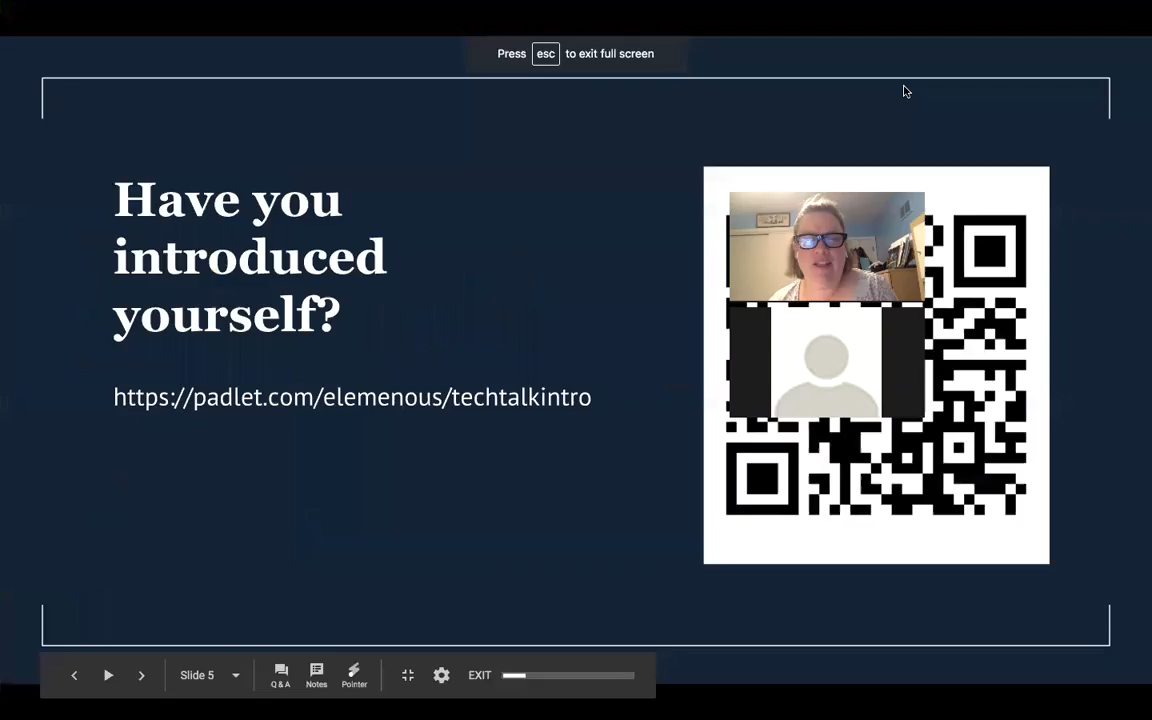 Press esc to exit full screen
Have you
introduced
yourself?
https://padlet.com/elemenous/techtalkintro
Slide 5
Q & A
Notes
Pointer
EXIT